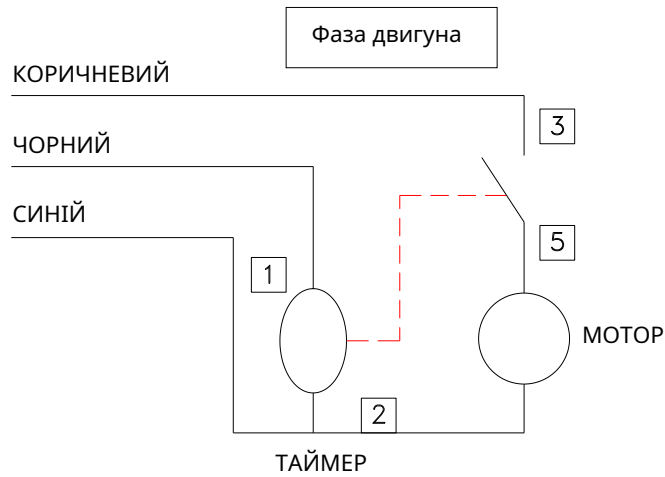 Фаза двигуна
КОРИЧНЕВИЙ
3
ЧОРНИЙ
СИНІЙ
5
1
МОТОР
2
ТАЙМЕР